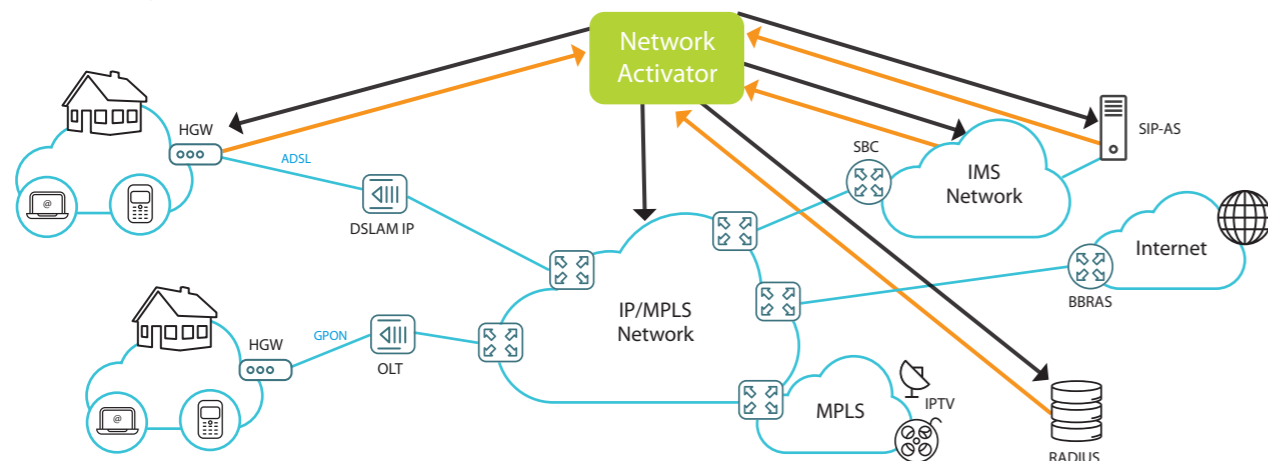 Network
Activator
HGW
ADSL
DSLAM IP
@
SBC
IMS
Network
SIP-AS
Internet
BBRAS
IP/MPLS
Network
HGW
GPON
OLT
@
MPLS
IPTV
RADIUS